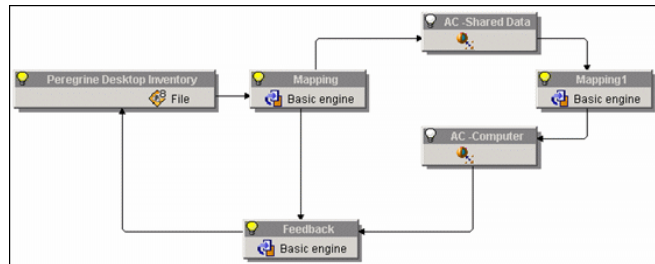 AC -Shared Data
Peregrine Desktop Inventory
File
Mapping
Basic engine
Mapping1
Basic engine
AC -Computer
Feedback
Basic engine